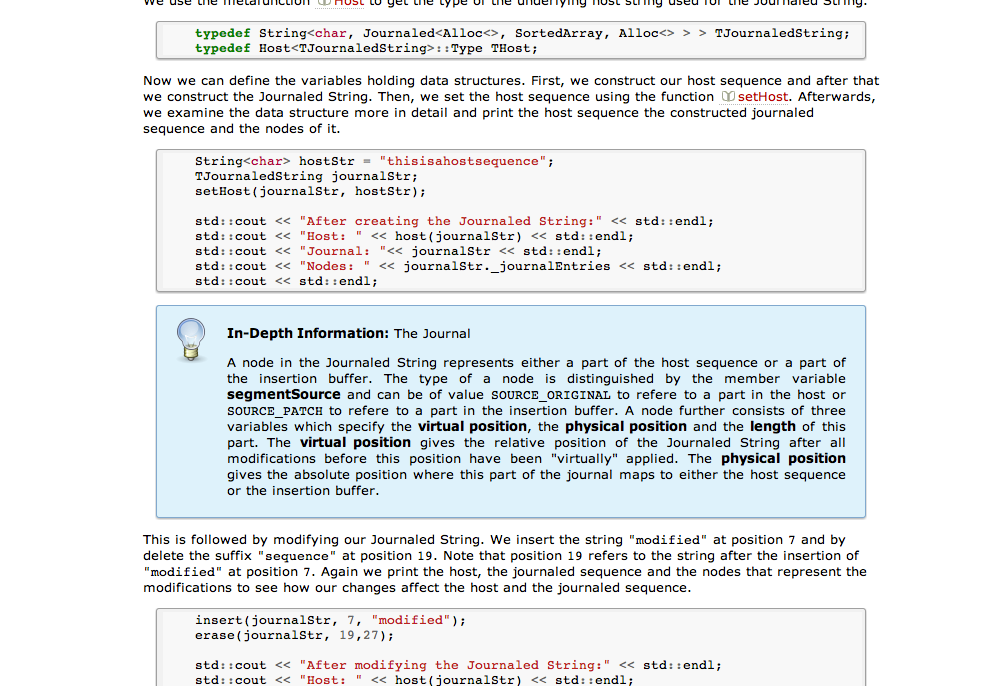 We use the metafunction Host to get the type of the underlying host string used for the Journaled String.
typedef String<char, Journaled<Alloc<>, SortedArray, Alloc<> > > TJournaledString;
typedef Host<TJournaledString>::Type THost;
Now we can define the variables holding data structures. First, we construct our host sequence and after that
we construct the Journaled String. Then, we set the host sequence using the function setHost. Afterwards,
we examine the data structure more in detail and print the host sequence the constructed journaled
sequence and the nodes of it.
String<char> hostStr = "thisisahostsequence";
TJournaledString journalStr;
setHost(journalStr, hostStr);
std::cout << "After creating the Journaled String:" << std::endl;
std::cout << "Host: " << host(journalStr) << std::endl;
std::cout << "Journal: "<< journalStr << std::endl;
std::cout << "Nodes: " << journalStr._journalEntries << std::endl;
std::cout << std::endl;
In-Depth Information: The Journal
A node in the Journaled String represents either a part of the host sequence or a part of
the insertion buffer. The type of a node is distinguished by the member variable
segmentSource and can be of value SOURCE_ORIGINAL to refere to a part in the host or
SOURCE_PATCH to refere to a part in the insertion buffer. A node further consists of three
variables which specify the virtual position, the physical position and the length of this
part. The virtual position gives the relative position of the Journaled String after all
modifications before this position have been "virtually" applied. The physical position
gives the absolute position where this part of the journal maps to either the host sequence
or the insertion buffer.
This is followed by modifying our Journaled String. We insert the string "modified" at position 7 and by
delete the suffix "sequence" at position 19. Note that position 19 refers to the string after the insertion of
"modified" at position 7. Again we print the host, the journaled sequence and the nodes that represent the
modifications to see how our changes affect the host and the journaled sequence.
insert(journalStr, 7, "modified");
erase(journalStr, 19,27);
std::cout << "After modifying the Journaled String:" << std::endl;
std::cout << "Host: " << host(journalStr) << std::endl;